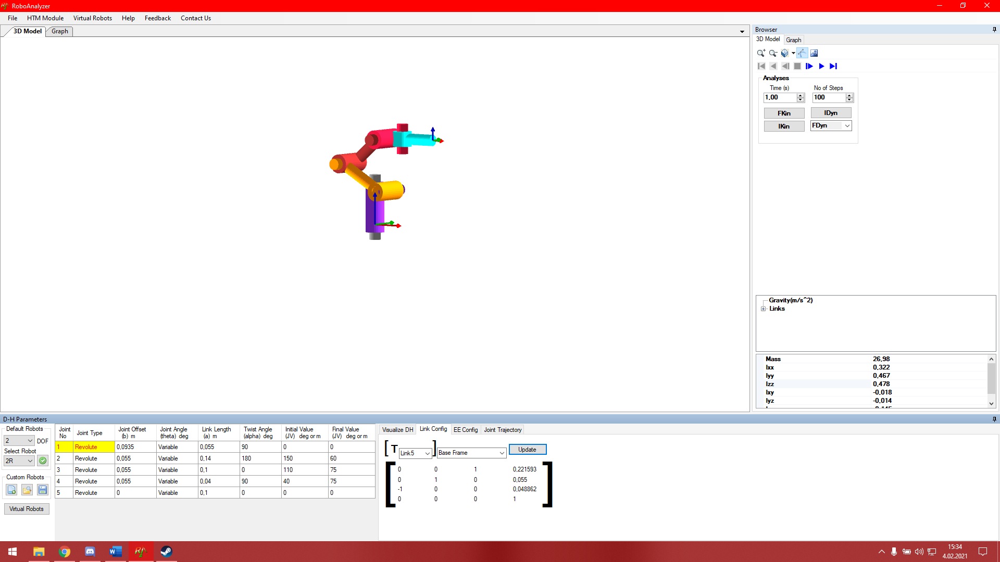 RoboAnalyzer
File HTM Module Virtual Robots Help Feedback Contact Us
3D Model Graph
Browser
3D Model Graph
Analyses
Time (s) No of Steps
1,00 100
FKin IDyn
IKin FDyn
Gravity(m/s^2)
Links
Mass 26,98
Ixx 0,322
Iyy 0,467
Izz 0,478
Ixy -0,018
Iyz -0,014
D-H Parameters
Default Robots
2 DOF
Select Robot
2R
Custom Robots
Virtual Robots
Joint No Joint Type Joint Offset (b) m Joint Angle (theta) deg Link Length (a) m Twist Angle (alpha) deg Initial Value (JV) deg or m Final Value (JV) deg or m
1 Revolute 0,0935 Variable 0,055 90 0 0
2 Revolute 0,055 Variable 0,14 180 150 60
3 Revolute 0,055 Variable 0,1 0 110 75
4 Revolute 0,055 Variable 0,04 90 40 75
5 Revolute 0 Variable 0,1 0 0 0
Visualize DH Link Config EE Config Joint Trajectory
[T Link5 ] Base Frame Update
0 0 1 0,221593
0 1 0 0,055
-1 0 0 0,048862
0 0 0 1
15:34
4.02.2021